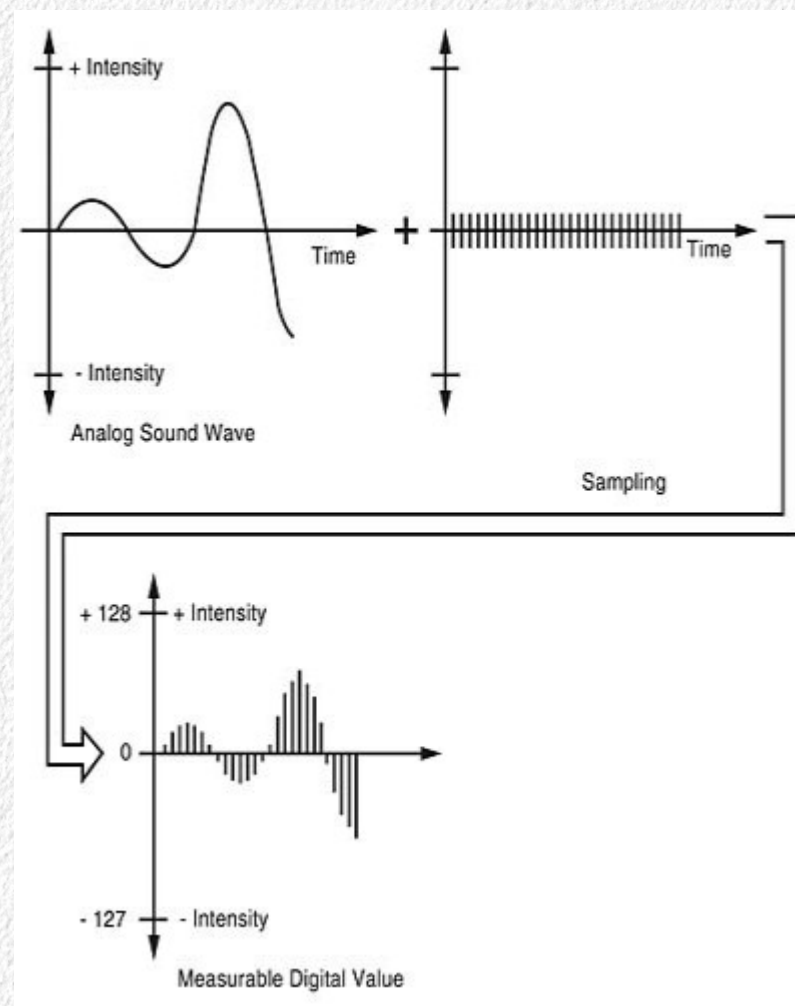 + Intensity
+
Time
Time
- Intensity
Analog Sound Wave
Sampling
+ 128
+ Intensity
0
- 127
- Intensity
Measurable Digital Value